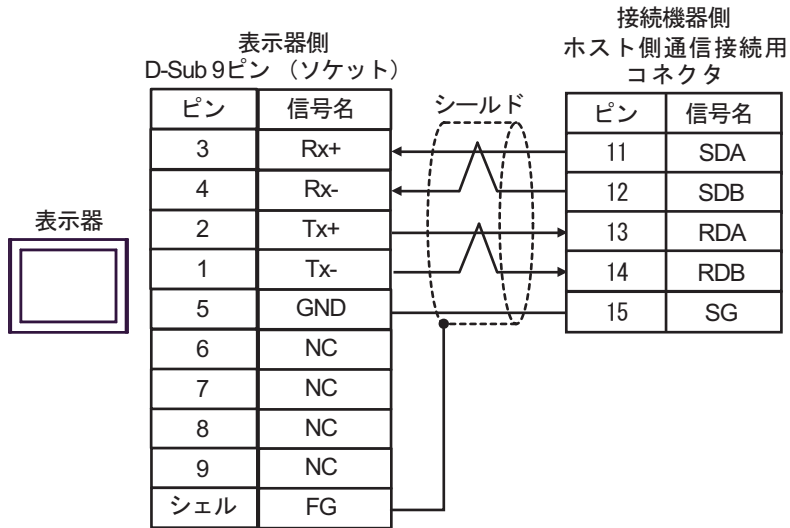 表示器側
D-Sub 9ピン （ソケット）
接続機器側
ホスト側通信接続用
コネクタ
ピン 信号名 シールド ピン 信号名
3 Rx+ 11 SDA
4 Rx- 12 SDB
表示器 2 Tx+ 13 RDA
1 Tx- 14 RDB
5 GND 15 SG
6 NC
7 NC
8 NC
9 NC
シェル FG